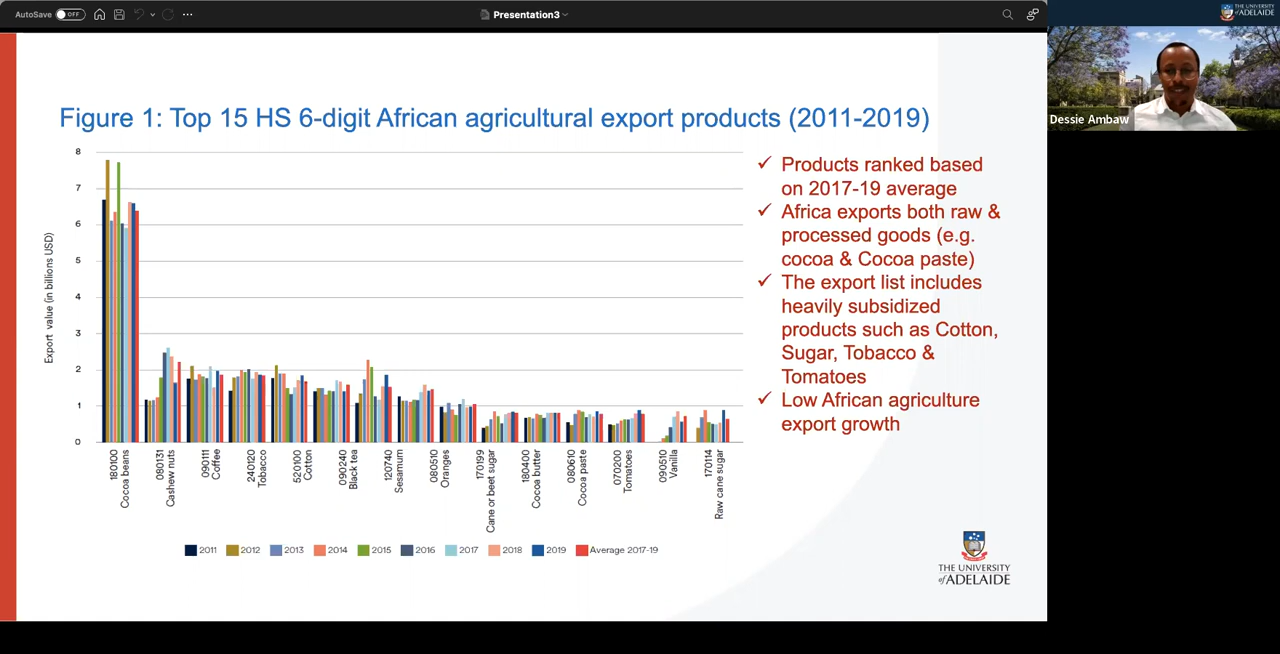 AutoSave
OFF
Presentation3
THE UNIVERSITY
of ADELAIDE
Dessie Ambaw
Figure 1: Top 15 HS 6-digit African agricultural export products (2011-2019)
Export value (in billions USD)
8
7
6
5
4
3
2
1
0
180100
Cocoa beans
080131
Cashew nuts
090111
Coffee
240120
Tobacco
520100
Cotton
090240
Black tea
120740
Sesamum
080510
Oranges
170199
Cane or beet sugar
180400
Cocoa butter
080610
Cocoa paste
070200
Tomatoes
090510
Vanilla
170114
Raw cane sugar
2011
2012
2013
2014
2015
2016
2017
2018
2019
Average 2017-19
✓ Products ranked based
on 2017-19 average
✓ Africa exports both raw &
processed goods (e.g.
cocoa & Cocoa paste)
✓ The export list includes
heavily subsidized
products such as Cotton,
Sugar, Tobacco &
Tomatoes
✓ Low African agriculture
export growth
THE UNIVERSITY
of ADELAIDE